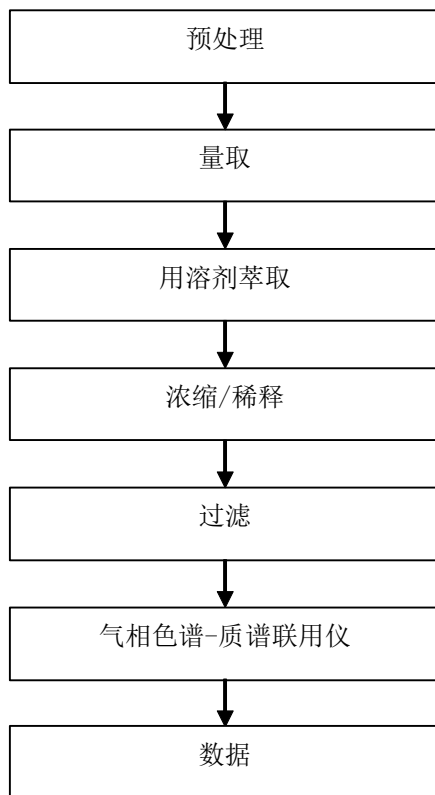 预处理
量取
用溶剂萃取
浓缩/稀释
过滤
气相色谱-质谱联用仪
数据